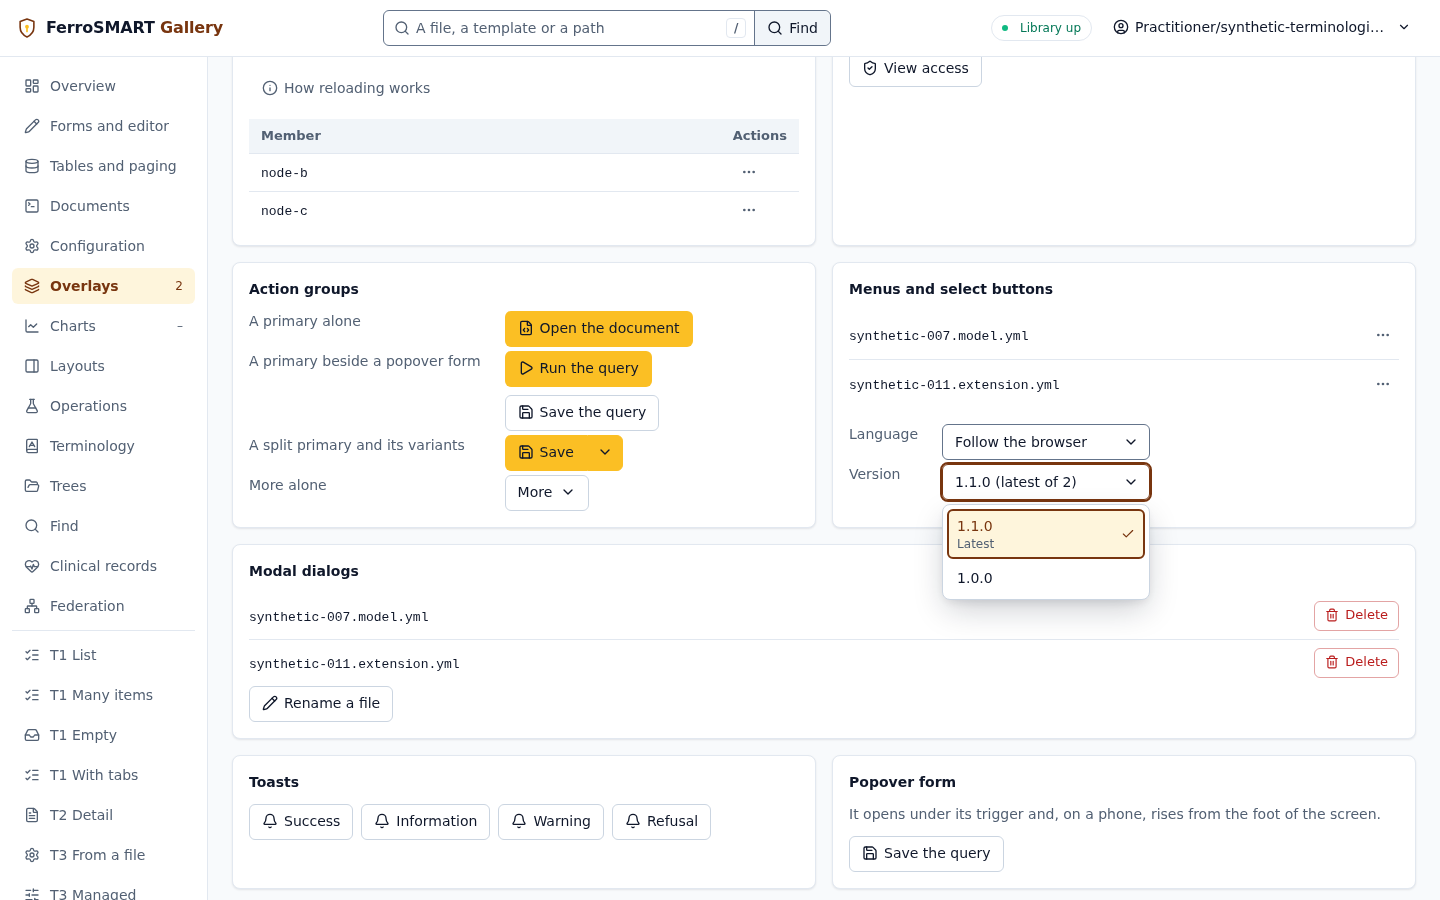 FerroSMART Gallery
A file, a template or a path
/
Find
Library up
Practitioner/synthetic-terminologi...
Overview
Forms and editor
Tables and paging
Documents
Configuration
Overlays 2
Charts –
Layouts
Operations
Terminology
Trees
Find
Clinical records
Federation
T1 List
T1 Many items
T1 Empty
T1 With tabs
T2 Detail
T3 From a file
T3 Managed
How reloading works
Member Actions
node-b
node-c
View access
Action groups
A primary alone
Open the document
A primary beside a popover form
Run the query
Save the query
A split primary and its variants
Save
More alone
More
Menus and select buttons
synthetic-007.model.yml
synthetic-011.extension.yml
Language
Follow the browser
Version
1.1.0 (latest of 2)
1.1.0
Latest
1.0.0
Modal dialogs
synthetic-007.model.yml
Delete
synthetic-011.extension.yml
Delete
Rename a file
Toasts
Success
Information
Warning
Refusal
Popover form
It opens under its trigger and, on a phone, rises from the foot of the screen.
Save the query